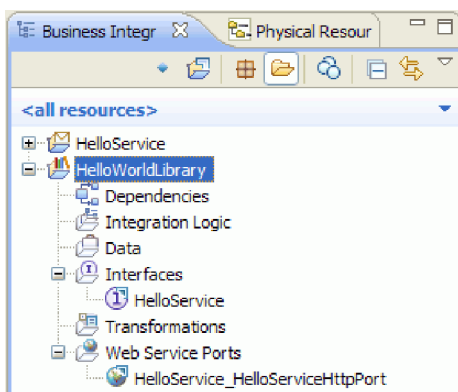 Business Integr Physical Resour
<all resources>
HelloService
HelloWorldLibrary
Dependencies
Integration Logic
Data
Interfaces
HelloService
Transformations
Web Service Ports
HelloService_HelloServiceHttpPort